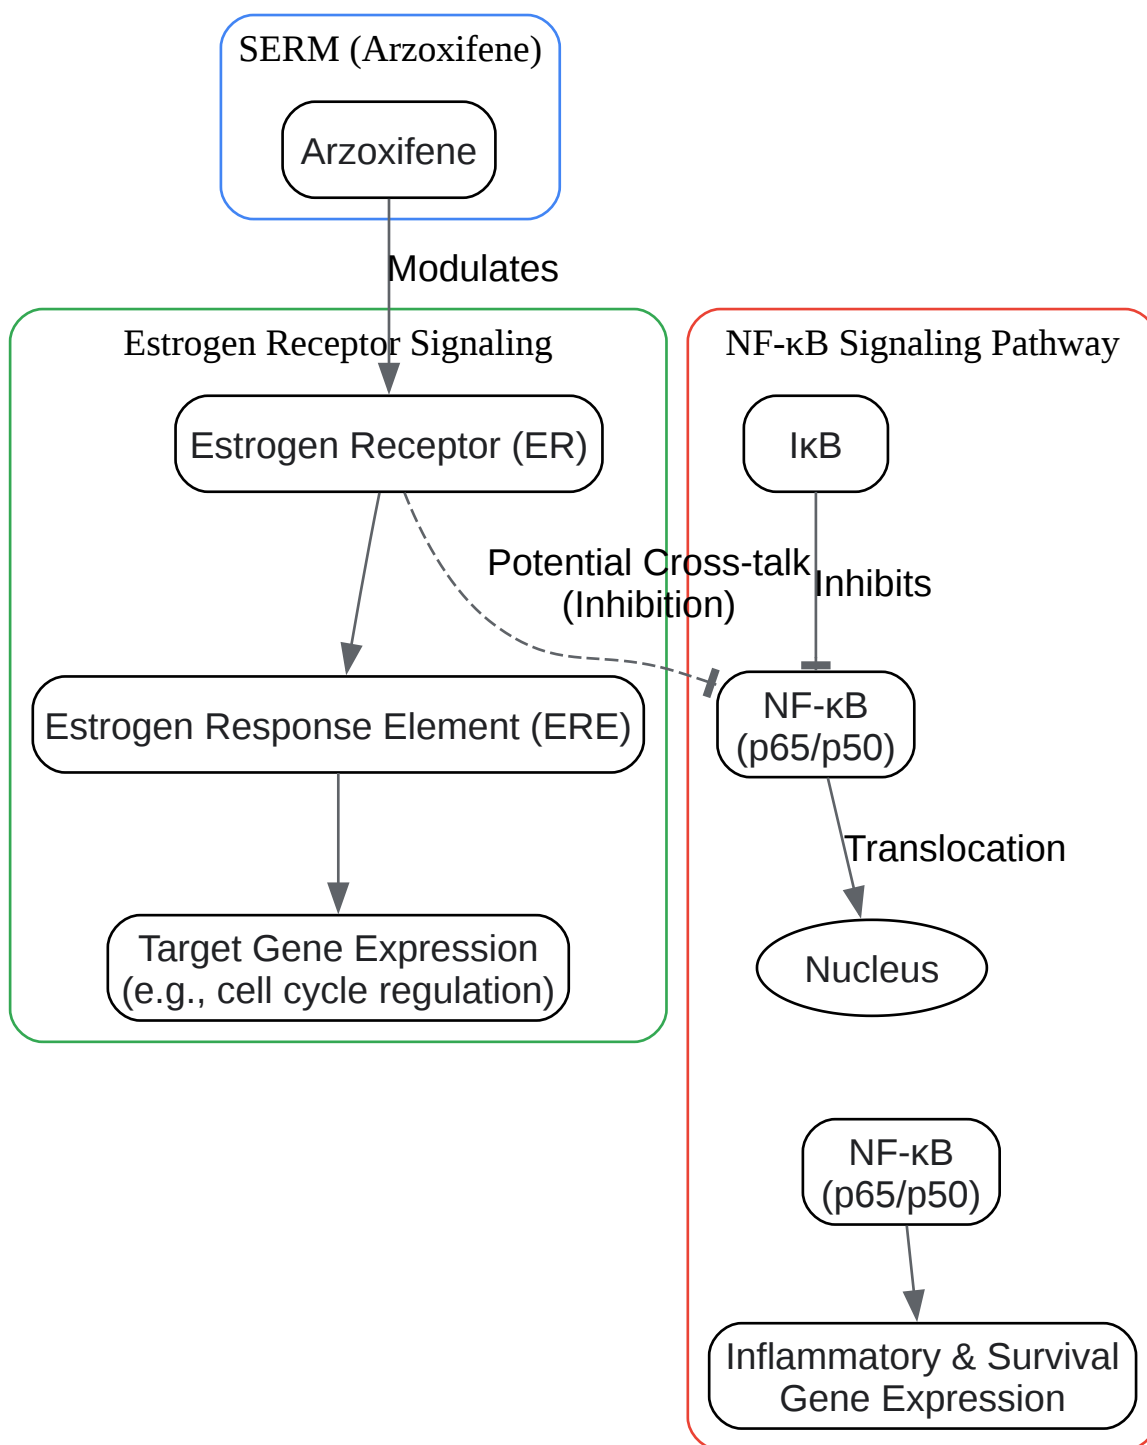 SERM (Arzoxifene)
Arzoxifene
Modulates
Estrogen Receptor Signaling
Estrogen Receptor (ER)
Estrogen Response Element (ERE)
Target Gene Expression
(e.g., cell cycle regulation)
Potential Cross-talk
(Inhibition)
NF-κB Signaling Pathway
IκB
Inhibits
NF-κB
(p65/p50)
Translocation
Nucleus
NF-κB
(p65/p50)
Inflammatory & Survival
Gene Expression